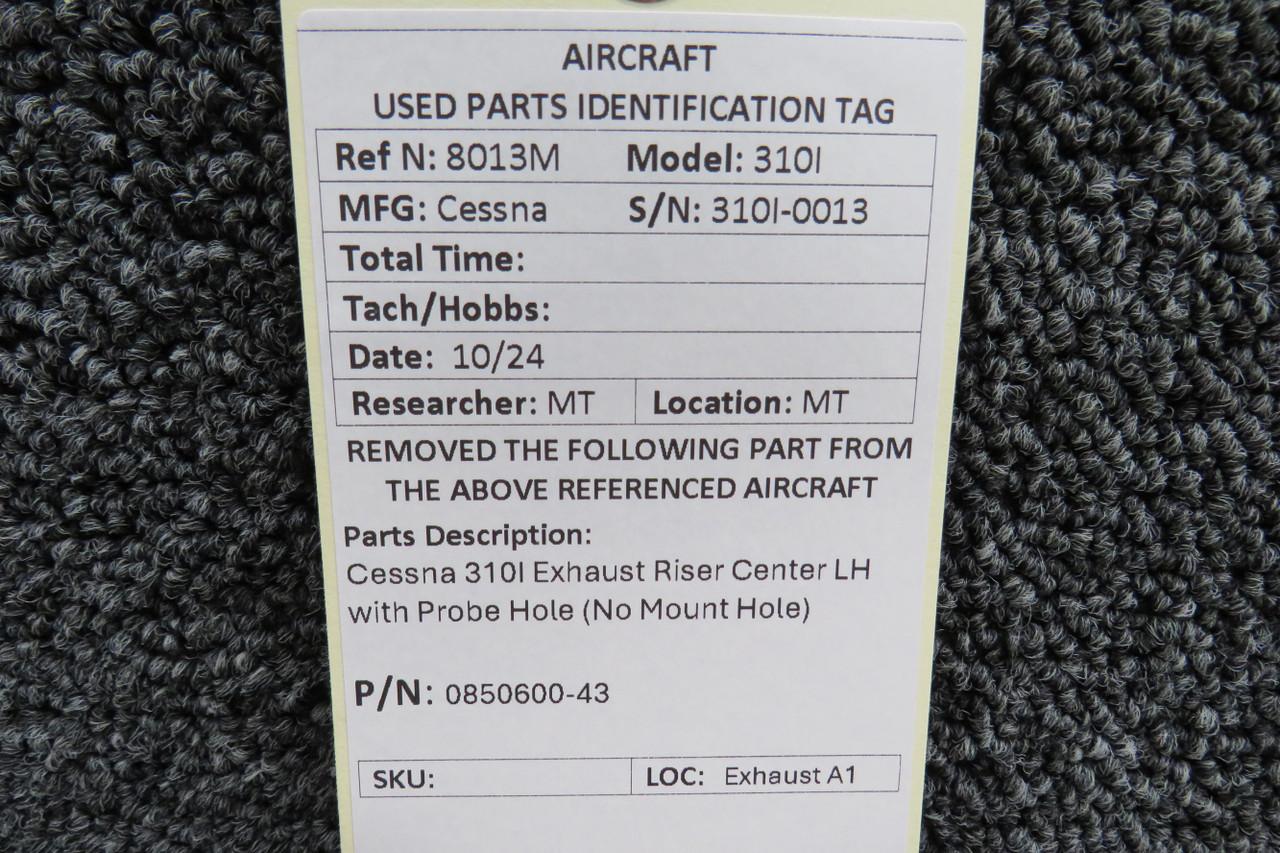 AIRCRAFT
USED PARTS IDENTIFICATION TAG
Ref N: 8013M Model: 310I
MFG: Cessna S/N: 310I-0013
Total Time:
Tach/Hobbs:
Date: 10/24
Researcher: MT Location: MT
REMOVED THE FOLLOWING PART FROM
THE ABOVE REFERENCED AIRCRAFT
Parts Description:
Cessna 310I Exhaust Riser Center LH
with Probe Hole (No Mount Hole)
P/N: 0850600-43
SKU: LOC: Exhaust A1